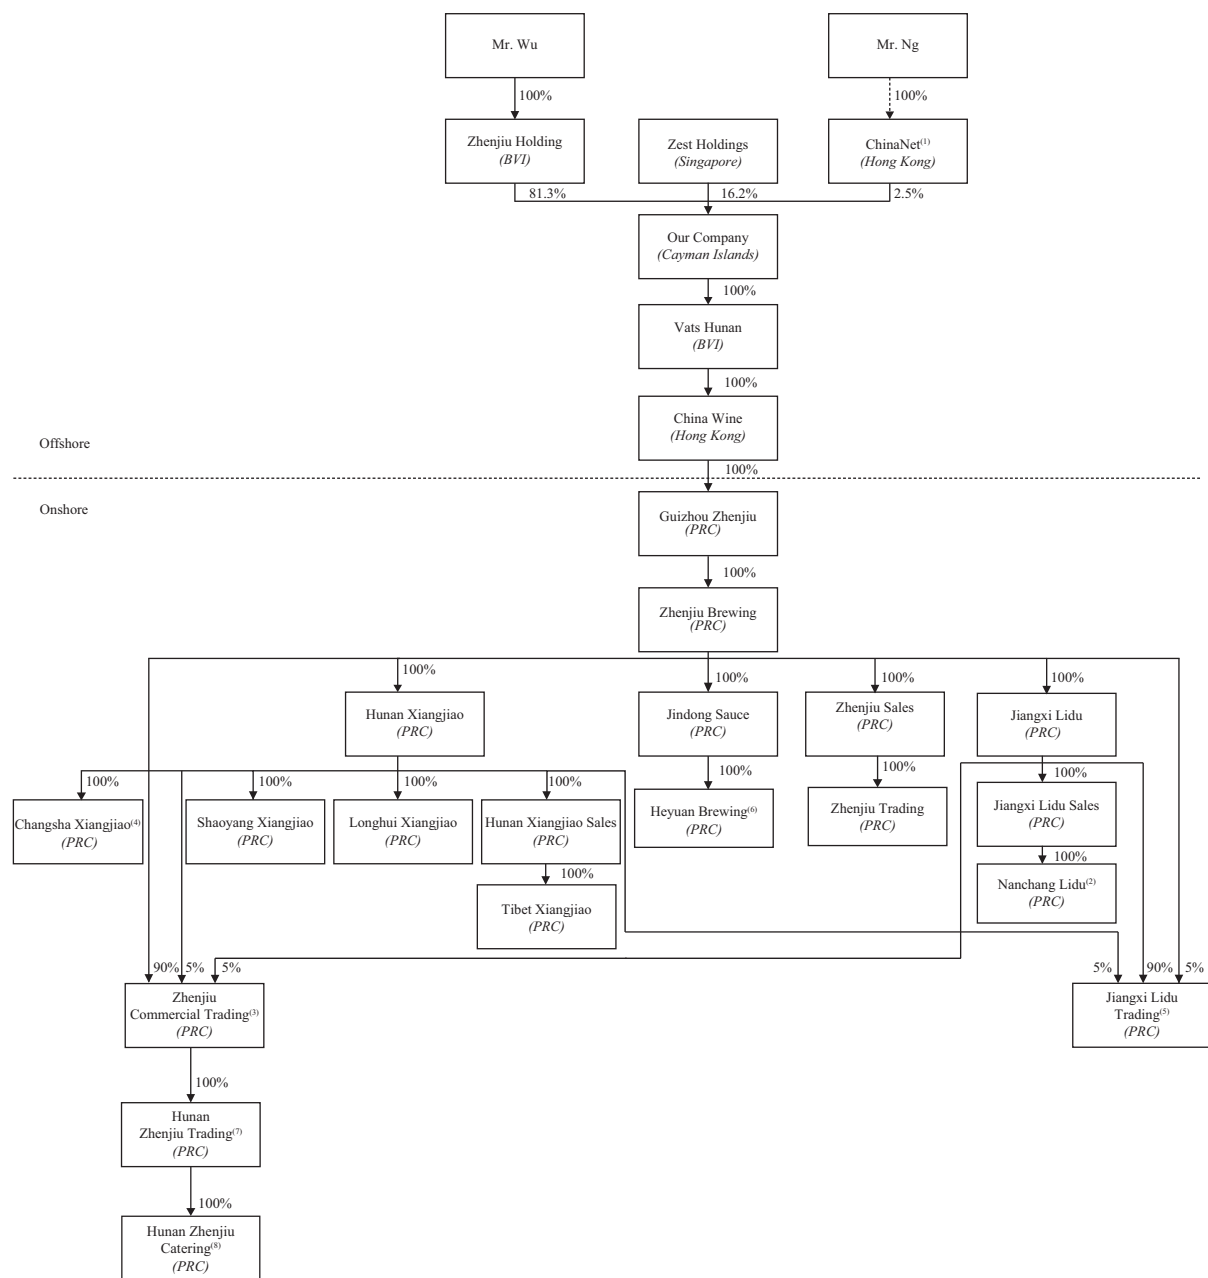 Mr. Wu
Mr. Ng
100%
100%
Zhenjiu Holding
(BVI)
Zest Holdings
(Singapore)
ChinaNet(1)
(Hong Kong)
81.3%
16.2%
2.5%
Our Company
(Cayman Islands)
100%
Vats Hunan
(BVI)
100%
China Wine
(Hong Kong)
Offshore
100%
Onshore
Guizhou Zhenjiu
(PRC)
100%
Zhenjiu Brewing
(PRC)
100%
100%
100%
100%
Hunan Xiangjiao
(PRC)
Jindong Sauce
(PRC)
Zhenjiu Sales
(PRC)
Jiangxi Lidu
(PRC)
100%
100%
100%
100%
100%
100%
100%
Changsha Xiangjiao(4)
(PRC)
Shaoyang Xiangjiao
(PRC)
Longhui Xiangjiao
(PRC)
Hunan Xiangjiao Sales
(PRC)
Heyuan Brewing(6)
(PRC)
Zhenjiu Trading
(PRC)
Jiangxi Lidu Sales
(PRC)
100%
100%
Tibet Xiangjiao
(PRC)
Nanchang Lidu(2)
(PRC)
90%
5%
5%
5%
90%
5%
Zhenjiu
Commercial Trading(3)
(PRC)
Jiangxi Lidu
Trading(5)
(PRC)
100%
Hunan
Zhenjiu Trading(7)
(PRC)
100%
Hunan Zhenjiu
Catering(8)
(PRC)